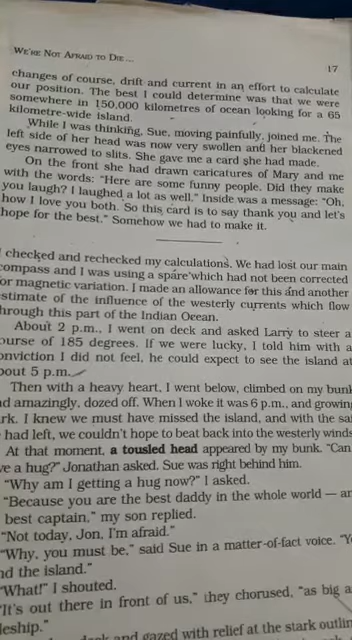 WE'RE NOT AFRAID TO DIE...
17
changes of course, drift and current in an effort to calculate
our position. The best I could determine was that we were
somewhere in 150,000 kilometres of ocean looking for a 65
kilometre-wide island.
While I was thinking, Sue, moving painfully, joined me. The
left side of her head was now very swollen and her blackened
eyes narrowed to slits. She gave me a card she had made.
On the front she had drawn caricatures of Mary and me
with the words: "Here are some funny people. Did they make
you laugh? I laughed a lot as well." Inside was a message: "Oh,
how I love you both. So this card is to say thank you and let's
hope for the best." Somehow we had to make it.
I checked and rechecked my calculations. We had lost our main
compass and I was using a spare which had not been corrected
for magnetic variation. I made an allowance for this and another
estimate of the influence of the westerly currents which flow
through this part of the Indian Ocean.
About 2 p.m., I went on deck and asked Larry to steer a
ourse of 185 degrees. If we were lucky, I told him with a
onviction I did not feel, he could expect to see the island at
bout 5 p.m.
Then with a heavy heart, I went below, climbed on my bunk
nd amazingly, dozed off. When I woke it was 6 p.m., and growing
rk. I knew we must have missed the island, and with the sai
had left, we couldn't hope to beat back into the westerly winds
At that moment, a tousled head appeared by my bunk. "Can
ve a hug?" Jonathan asked. Sue was right behind him.
"Why am I getting a hug now?" I asked.
"Because you are the best daddy in the whole world — an
best captain," my son replied.
"Not today, Jon, I'm afraid."
"Why, you must be," said Sue in a matter-of-fact voice. "Y
nd the island."
"What!" I shouted.
"It's out there in front of us," they chorused, "as big a
leship."
deck and gazed with relief at the stark outlin